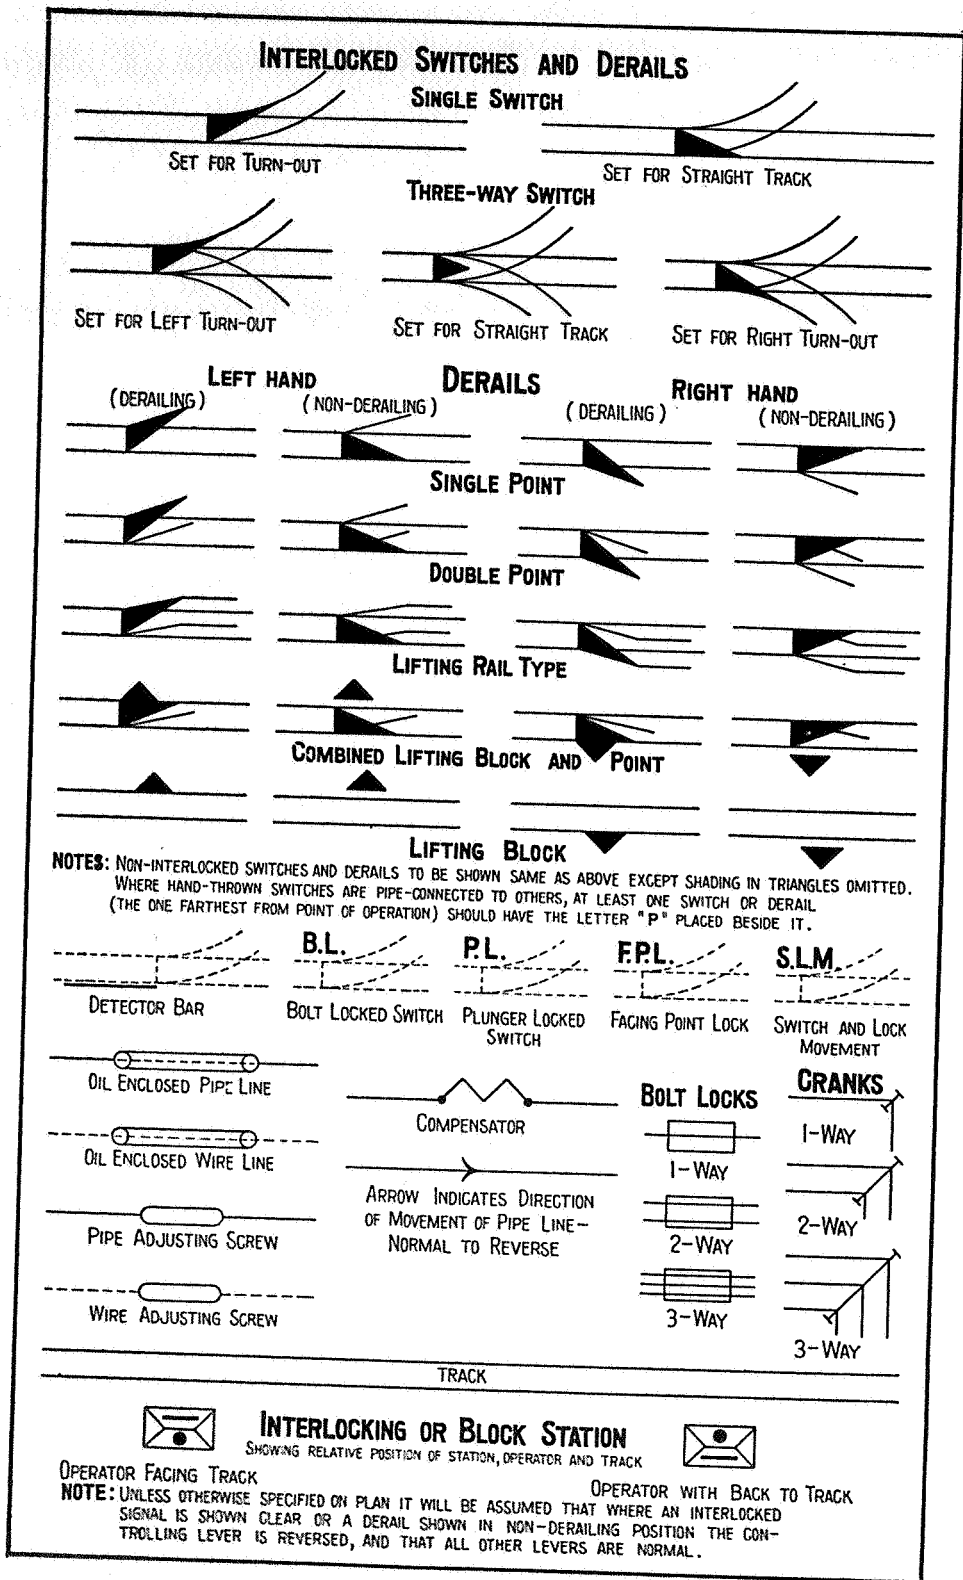 INTERLOCKED SWITCHES AND DERAILS
SINGLE SWITCH
SET FOR TURN-OUT
SET FOR STRAIGHT TRACK
THREE-WAY SWITCH
SET FOR LEFT TURN-OUT
SET FOR STRAIGHT TRACK
SET FOR RIGHT TURN-OUT
LEFT HAND
DERAILS
RIGHT HAND
(DERAILING)
(NON-DERAILING)
(DERAILING)
(NON-DERAILING)
SINGLE POINT
DOUBLE POINT
LIFTING RAIL TYPE
COMBINED LIFTING BLOCK AND POINT
LIFTING BLOCK
NOTES: NON-INTERLOCKED SWITCHES AND DERAILS TO BE SHOWN SAME AS ABOVE EXCEPT SHADING IN TRIANGLES OMITTED.
WHERE HAND-THROWN SWITCHES ARE PIPE-CONNECTED TO OTHERS, AT LEAST ONE SWITCH OR DERAIL
(THE ONE FARTHEST FROM POINT OF OPERATION) SHOULD HAVE THE LETTER "P" PLACED BESIDE IT.
B.L.
P.L.
F.P.L.
S.L.M.
DETECTOR BAR
BOLT LOCKED SWITCH
PLUNGER LOCKED
SWITCH
FACING POINT LOCK
SWITCH AND LOCK
MOVEMENT
OIL ENCLOSED PIPE LINE
COMPENSATOR
BOLT LOCKS
CRANKS
1-WAY
OIL ENCLOSED WIRE LINE
1-WAY
ARROW INDICATES DIRECTION
OF MOVEMENT OF PIPE LINE-
NORMAL TO REVERSE
2-WAY
2-WAY
PIPE ADJUSTING SCREW
WIRE ADJUSTING SCREW
3-WAY
3-WAY
TRACK
INTERLOCKING OR BLOCK STATION
SHOWING RELATIVE POSITION OF STATION, OPERATOR AND TRACK
OPERATOR FACING TRACK
OPERATOR WITH BACK TO TRACK
NOTE: UNLESS OTHERWISE SPECIFIED ON PLAN IT WILL BE ASSUMED THAT WHERE AN INTERLOCKED
SIGNAL IS SHOWN CLEAR OR A DERAIL SHOWN IN NON-DERAILING POSITION THE CON-
TROLLING LEVER IS REVERSED, AND THAT ALL OTHER LEVERS ARE NORMAL.